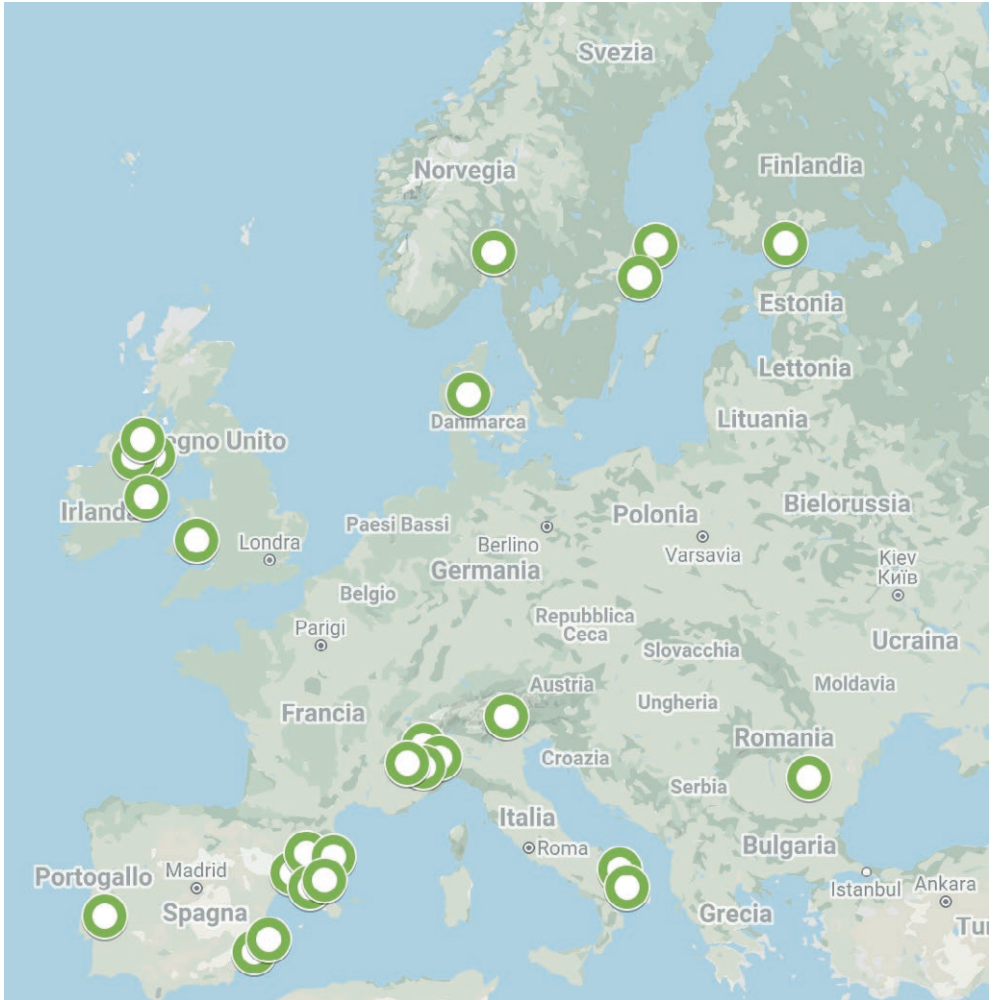 Svezia
Norvegia
Finlandia
Estonia
Lettonia
Danimarca
Lituania
egno Unito
Irlanda
Paesi Bassi
Londra
Berlino
Polonia
Varsavia
Bielorussia
Germania
Belgio
Kiev
Київ
Parigi
Repubblica
Ceca
Slovacchia
Ucraina
Austria
Ungheria
Moldavia
Francia
Romania
Croazia
Serbia
Italia
Roma
Bulgaria
Madrid
Portogallo
Spagna
Grecia
Istanbul
Ankara
Tu